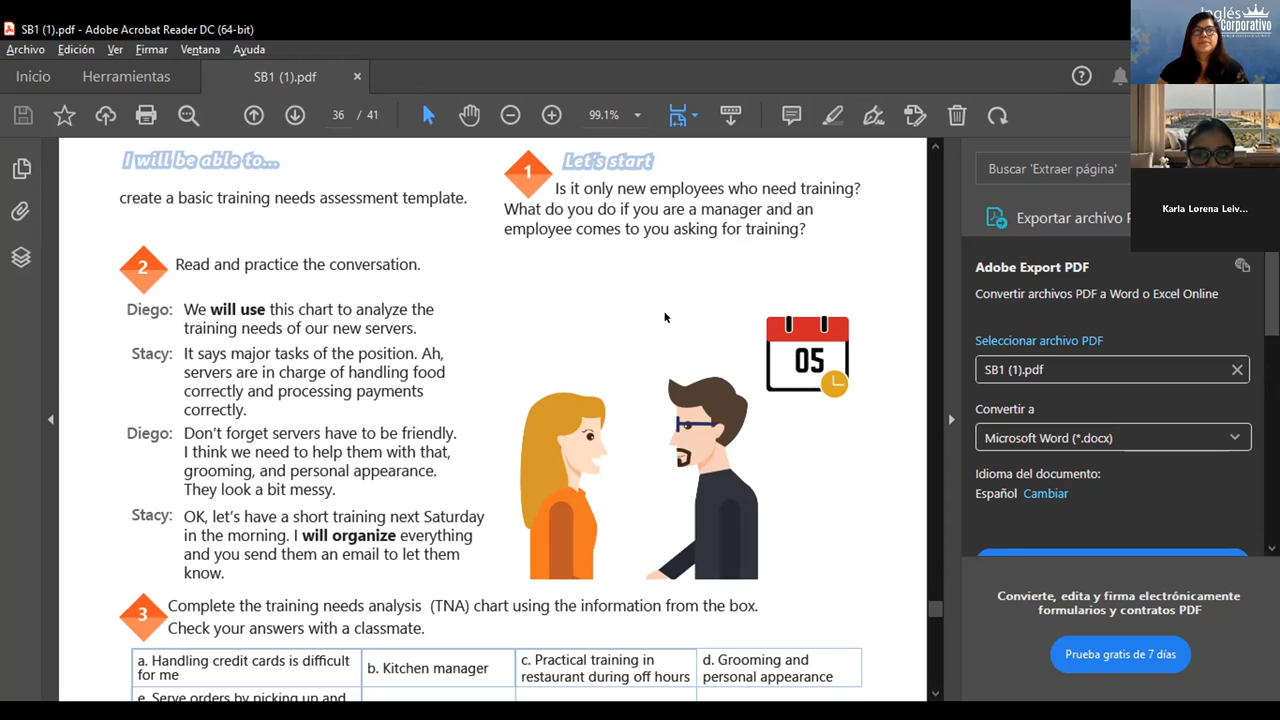 SB1 (1).pdf - Adobe Acrobat Reader DC (64-bit)
Archivo Edición Ver Firmar Ventana Ayuda
Inicio Herramientas SB1 (1).pdf ×
36 / 41 99.1%
I will be able to...
create a basic training needs assessment template.
1 Let's start
Is it only new employees who need training?
What do you do if you are a manager and an
employee comes to you asking for training?
2 Read and practice the conversation.
Diego: We will use this chart to analyze the
training needs of our new servers.
Stacy: It says major tasks of the position. Ah,
servers are in charge of handling food
correctly and processing payments
correctly.
Diego: Don't forget servers have to be friendly.
I think we need to help them with that,
grooming, and personal appearance.
They look a bit messy.
Stacy: OK, let's have a short training next Saturday
in the morning. I will organize everything
and you send them an email to let them
know.
05
3 Complete the training needs analysis (TNA) chart using the information from the box.
Check your answers with a classmate.
a. Handling credit cards is difficult
for me
b. Kitchen manager
c. Practical training in
restaurant during off hours
d. Grooming and
personal appearance
e. Serve orders by picking up and
Buscar 'Extraer página'
Exportar archivo P
Adobe Export PDF
Convertir archivos PDF a Word o Excel Online
Seleccionar archivo PDF
SB1 (1).pdf
Convertir a
Microsoft Word (*.docx)
Idioma del documento:
Español Cambiar
Convierte, edita y firma electrónicamente
formularios y contratos PDF
Prueba gratis de 7 días
Inglés
Corporativo
Karla Lorena Leiv...